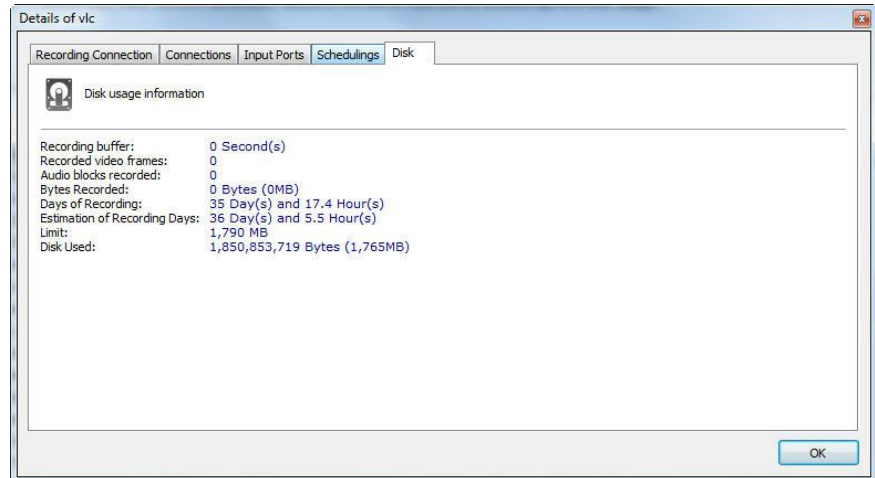 Details of vlc
Recording Connection Connections Input Ports Schedulings Disk
Disk usage information
Recording buffer: 0 Second(s)
Recorded video frames: 0
Audio blocks recorded: 0
Bytes Recorded: 0 Bytes (0MB)
Days of Recording: 35 Day(s) and 17.4 Hour(s)
Estimation of Recording Days: 36 Day(s) and 5.5 Hour(s)
Limit: 1,790 MB
Disk Used: 1,850,853,719 Bytes (1,765MB)
OK